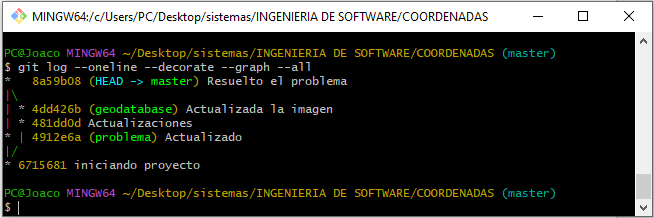 MINGW64:/c/Users/PC/Desktop/sistemas/INGENIERIA DE SOFTWARE/COORDENADAS
PC@Joaco MINGW64 ~/Desktop/sistemas/INGENIERIA DE SOFTWARE/COORDENADAS (master)
$ git log --oneline --decorate --graph --all
*   8a59b08 (HEAD -> master) Resuelto el problema
|\
| * 4dd426b (geodatabase) Actualizada la imagen
| * 481dd0d Actualizaciones
* | 4912e6a (problema) Actualizado
|/
* 6715681 iniciando proyecto
PC@Joaco MINGW64 ~/Desktop/sistemas/INGENIERIA DE SOFTWARE/COORDENADAS (master)
$